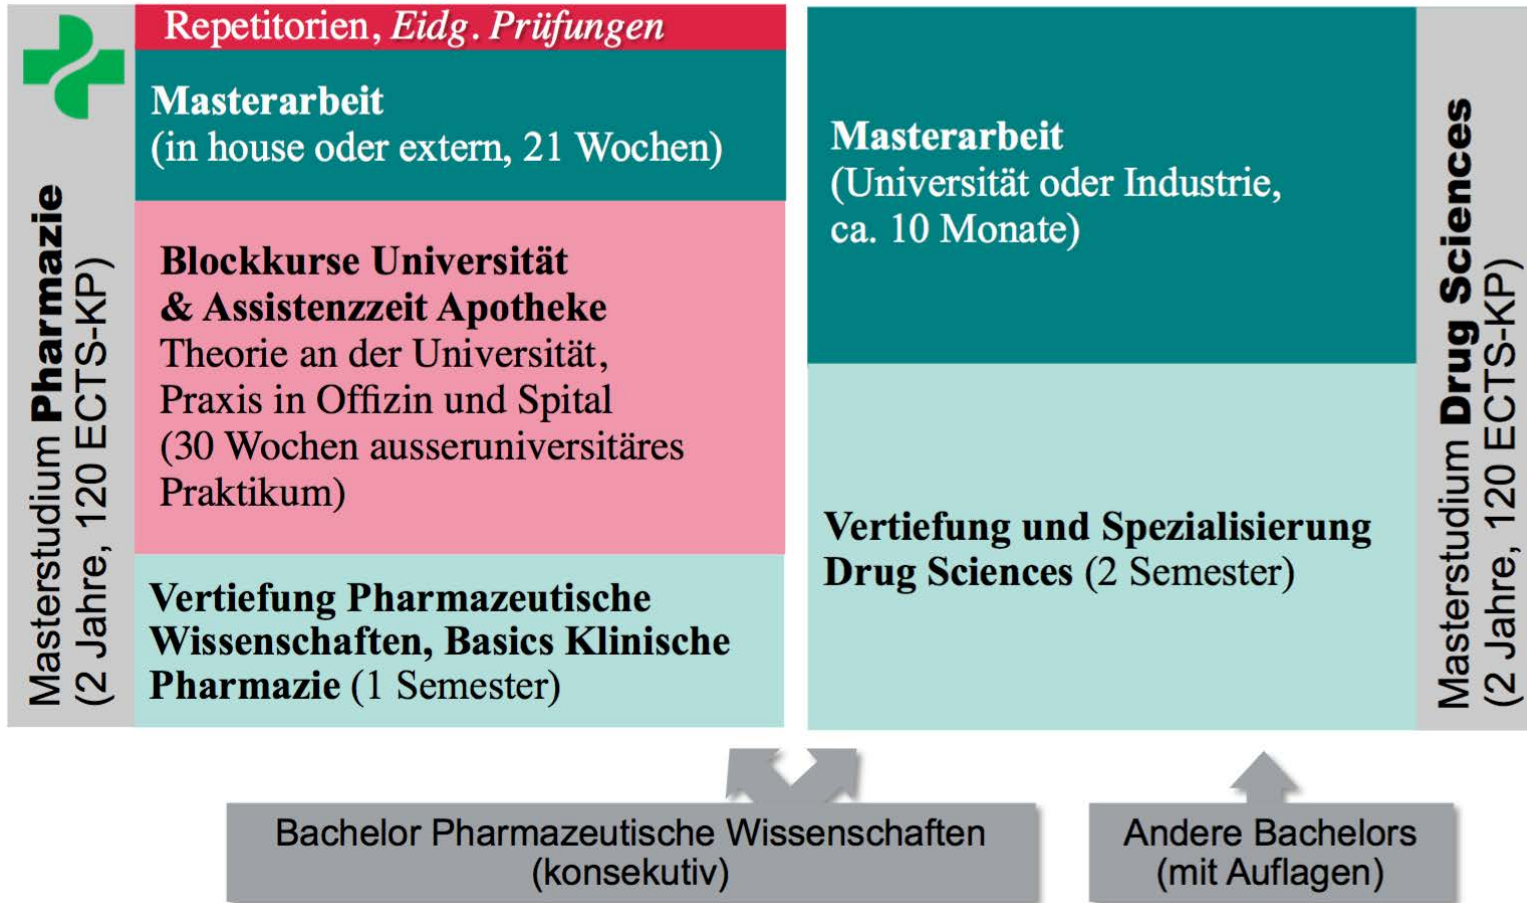 Masterstudium Pharmazie
(2 Jahre, 120 ECTS-KP)
Repetitorien, Eidg. Prüfungen
Masterarbeit
(in house oder extern, 21 Wochen)
Blockkurse Universität
& Assistenzzeit Apotheke
Theorie an der Universität,
Praxis in Offizin und Spital
(30 Wochen ausseruniversitäres
Praktikum)
Vertiefung Pharmazeutische
Wissenschaften, Basics Klinische
Pharmazie (1 Semester)
Masterarbeit
(Universität oder Industrie,
ca. 10 Monate)
Vertiefung und Spezialisierung
Drug Sciences (2 Semester)
Masterstudium Drug Sciences
(2 Jahre, 120 ECTS-KP)
Bachelor Pharmazeutische Wissenschaften
(konsekutiv)
Andere Bachelors
(mit Auflagen)